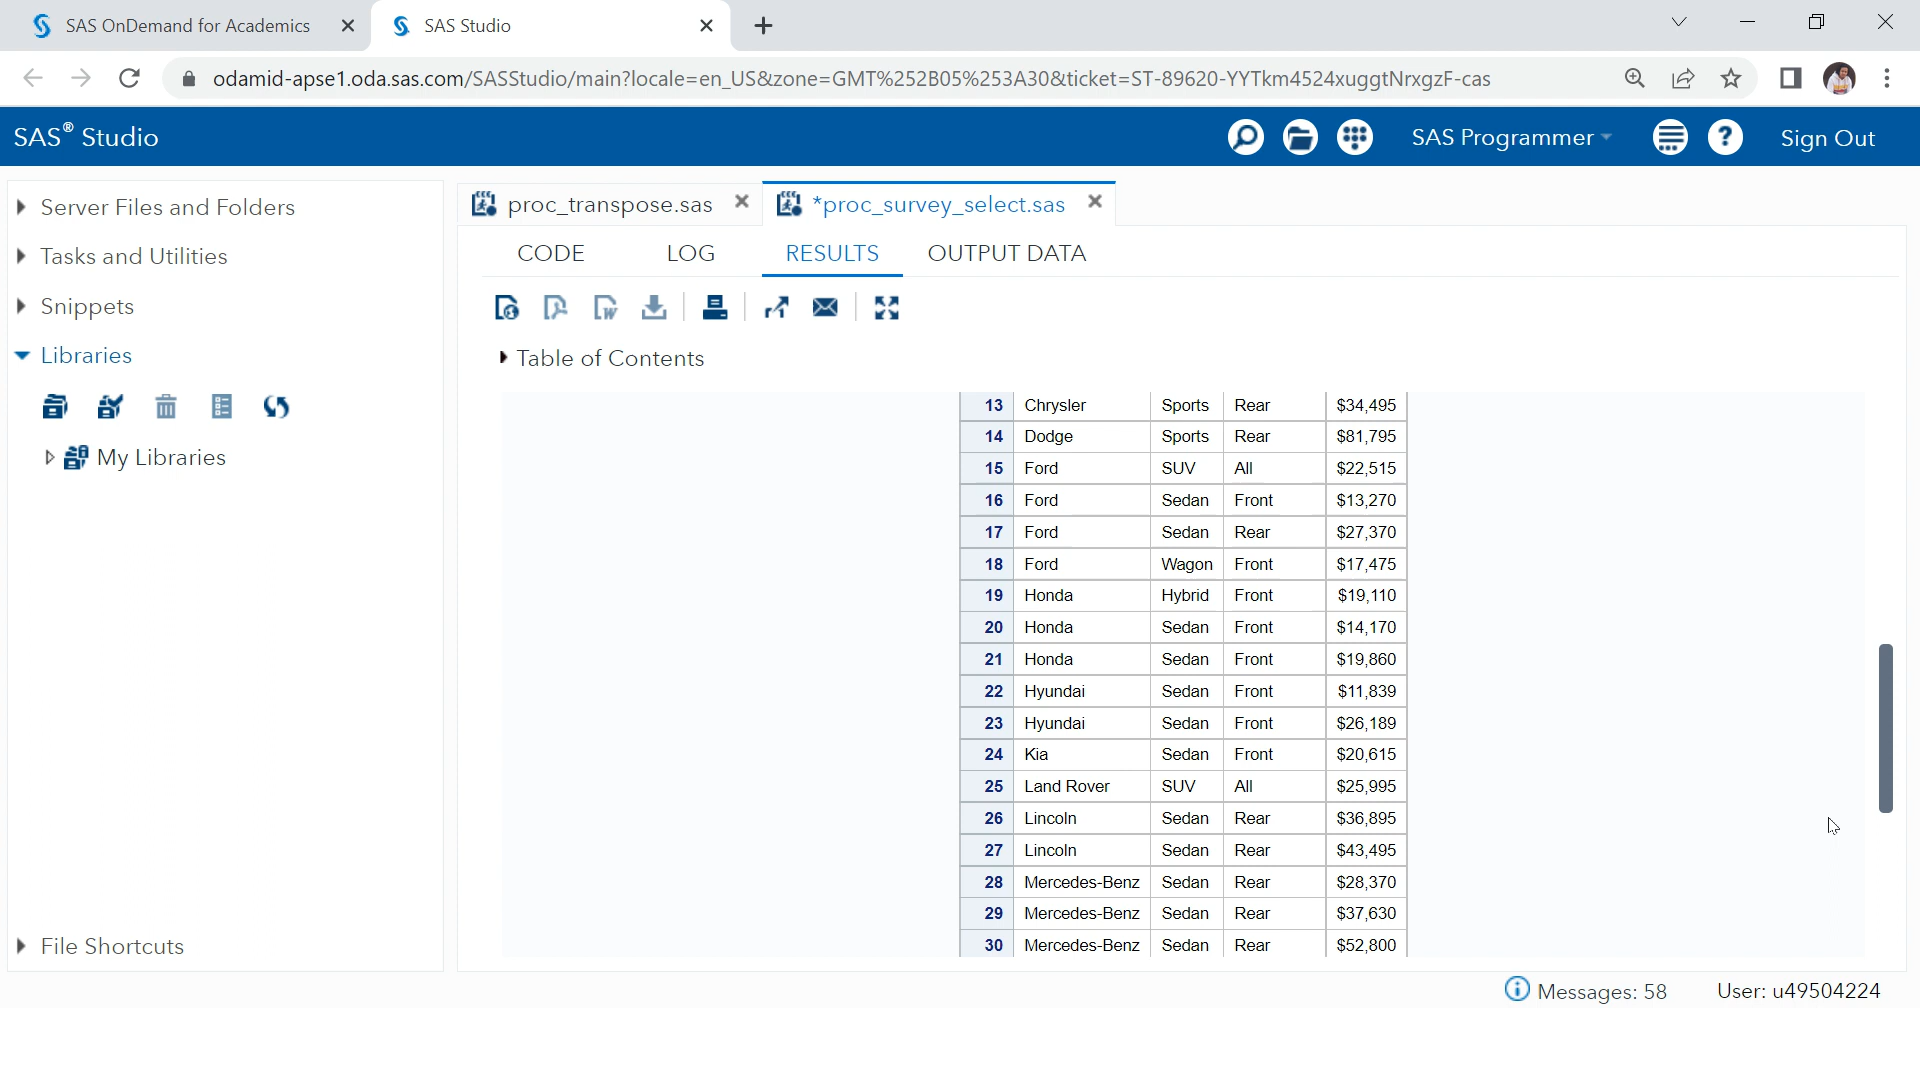 SAS OnDemand for Academics
SAS Studio
odamid-apse1.oda.sas.com/SASStudio/main?locale=en_US&zone=GMT%252B05%253A30&ticket=ST-89620-YYTkm4524xuggtNrxgzF-cas
SAS® Studio
SAS Programmer
Sign Out
Server Files and Folders
Tasks and Utilities
Snippets
Libraries
My Libraries
File Shortcuts
proc_transpose.sas
*proc_survey_select.sas
CODE
LOG
RESULTS
OUTPUT DATA
Table of Contents
13 Chrysler Sports Rear $34,495
14 Dodge Sports Rear $81,795
15 Ford SUV All $22,515
16 Ford Sedan Front $13,270
17 Ford Sedan Rear $27,370
18 Ford Wagon Front $17,475
19 Honda Hybrid Front $19,110
20 Honda Sedan Front $14,170
21 Honda Sedan Front $19,860
22 Hyundai Sedan Front $11,839
23 Hyundai Sedan Front $26,189
24 Kia Sedan Front $20,615
25 Land Rover SUV All $25,995
26 Lincoln Sedan Rear $36,895
27 Lincoln Sedan Rear $43,495
28 Mercedes-Benz Sedan Rear $28,370
29 Mercedes-Benz Sedan Rear $37,630
30 Mercedes-Benz Sedan Rear $52,800
Messages: 58
User: u49504224